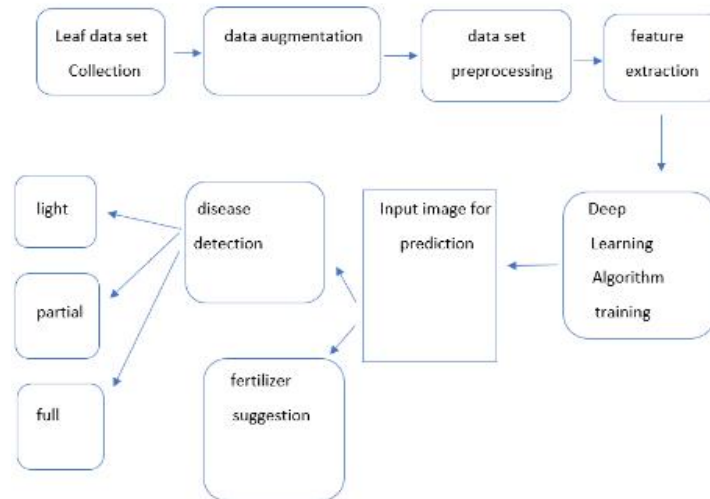 Leaf data set
Collection
data augmentation
data set
preprocessing
feature
extraction
Deep
Learning
Algorithm
training
Input image for
prediction
disease
detection
light
partial
full
fertilizer
suggestion